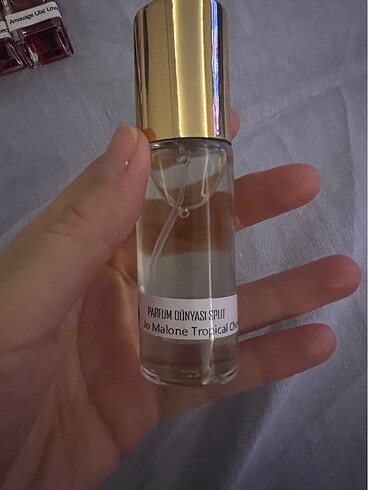 Amouage Lilac Love
PARFUM DÜNYASI SPLIT
Jo Malone Tropical